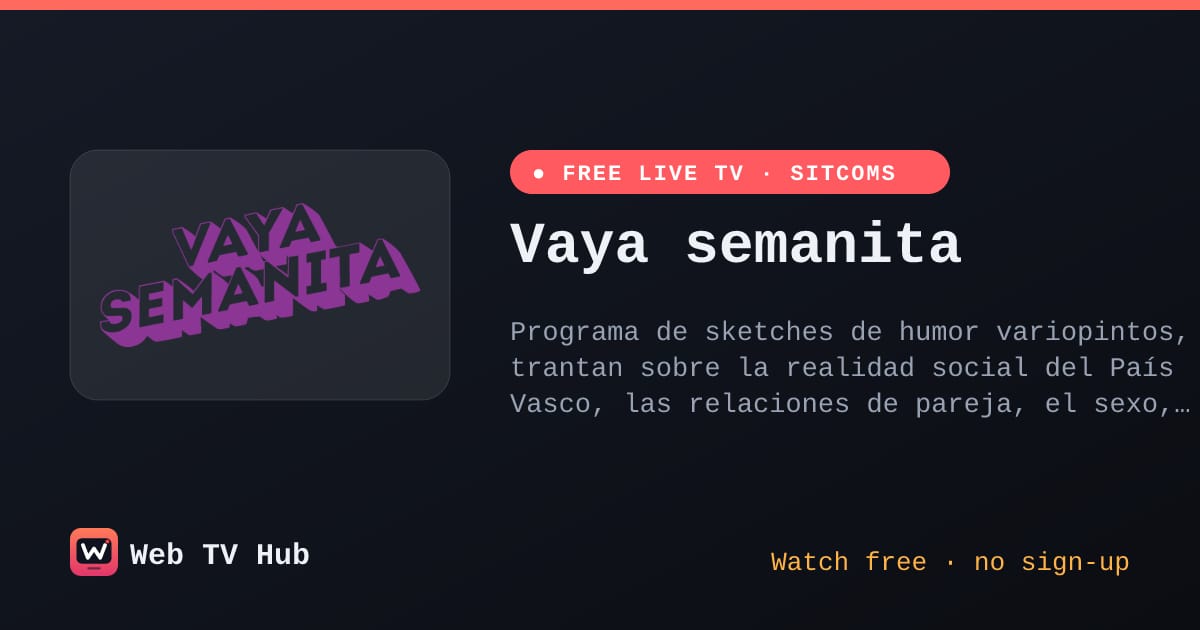 VAYA
SEMANITA
● FREE LIVE TV · SITCOMS
Vaya semanita
Programa de sketches de humor variopintos,
trantan sobre la realidad social del País
Vasco, las relaciones de pareja, el sexo,…
W
Web TV Hub
Watch free · no sign-up